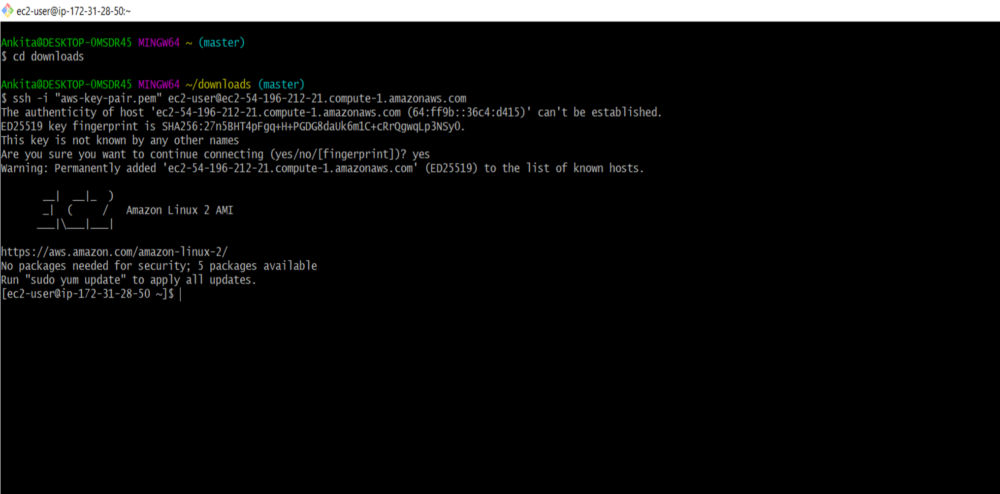 ec2-user@ip-172-31-28-50:~
Ankita@DESKTOP-0MSDR45 MINGW64 ~ (master)
$ cd downloads
Ankita@DESKTOP-0MSDR45 MINGW64 ~/downloads (master)
$ ssh -i "aws-key-pair.pem" ec2-user@ec2-54-196-212-21.compute-1.amazonaws.com
The authenticity of host 'ec2-54-196-212-21.compute-1.amazonaws.com (64:ff9b::36c4:d415)' can't be established.
ED25519 key fingerprint is SHA256:27n5BHT4pFgq+H+PGDG8daUk6m1C+cRrQgwqLp3NSy0.
This key is not known by any other names
Are you sure you want to continue connecting (yes/no/[fingerprint])? yes
Warning: Permanently added 'ec2-54-196-212-21.compute-1.amazonaws.com' (ED25519) to the list of known hosts.
       __|  __|_  )
       _|  (     /   Amazon Linux 2 AMI
      ___|\___|___|
https://aws.amazon.com/amazon-linux-2/
No packages needed for security; 5 packages available
Run "sudo yum update" to apply all updates.
[ec2-user@ip-172-31-28-50 ~]$